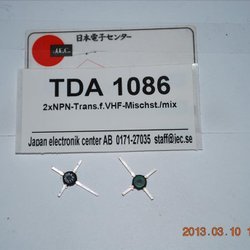 日本電子センター
J.E.C.
TDA 1086
2xNPN-Trans.f.VHF-Mischst./mix
Japan electronik center AB 0171-27035 staff@jec.se
2013.03.10